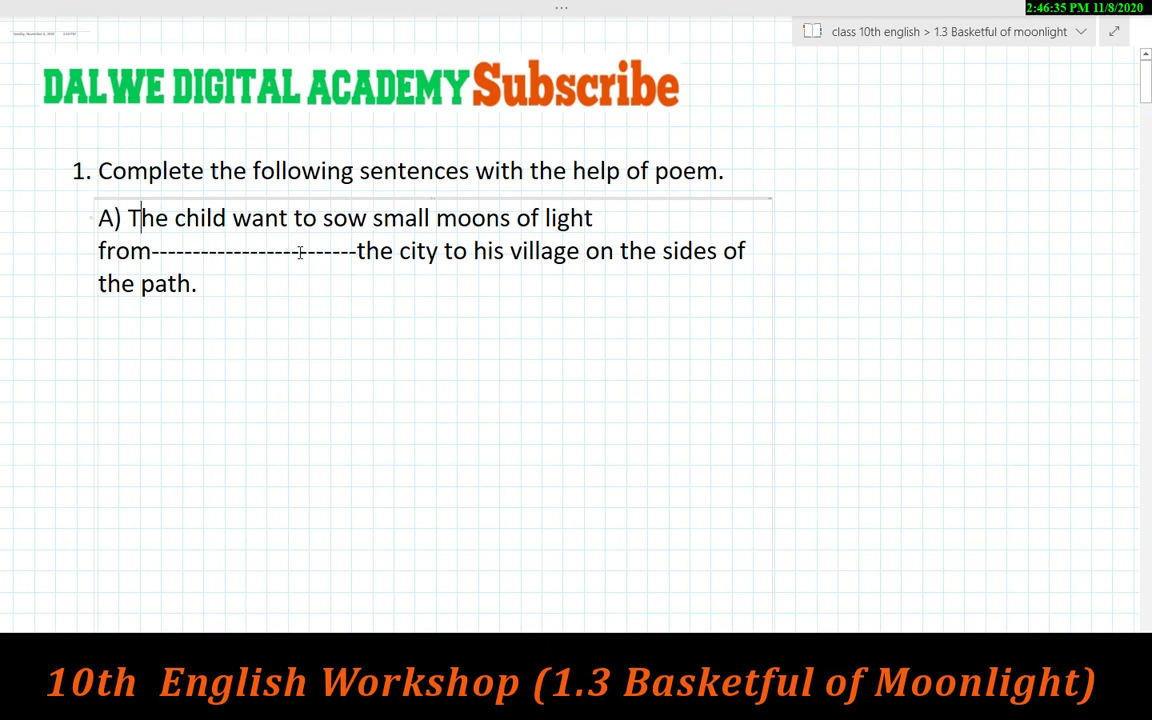 2:46:35 PM 11/8/2020
class 10th english > 1.3 Basketful of moonlight
DALWE DIGITAL ACADEMY Subscribe
1. Complete the following sentences with the help of poem.
A) The child want to sow small moons of light
from-------------------------the city to his village on the sides of
the path.
10th English Workshop (1.3 Basketful of Moonlight)